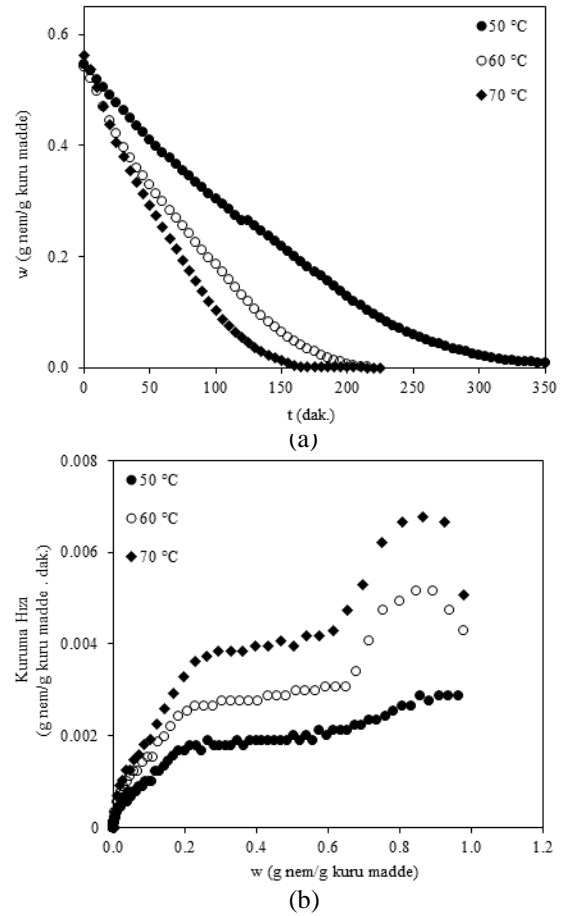 0.6
0.4
0.2
0.0
w (g nem/g kuru madde)
50 °C
60 °C
70 °C
0 50 100 150 200 250 300 350
t (dak.)
(a)
0.008
0.006
0.004
0.002
0
Kuruma Hızı
(g nem/g kuru madde . dak.)
50 °C
60 °C
70 °C
0.0 0.2 0.4 0.6 0.8 1.0 1.2
w (g nem/g kuru madde)
(b)